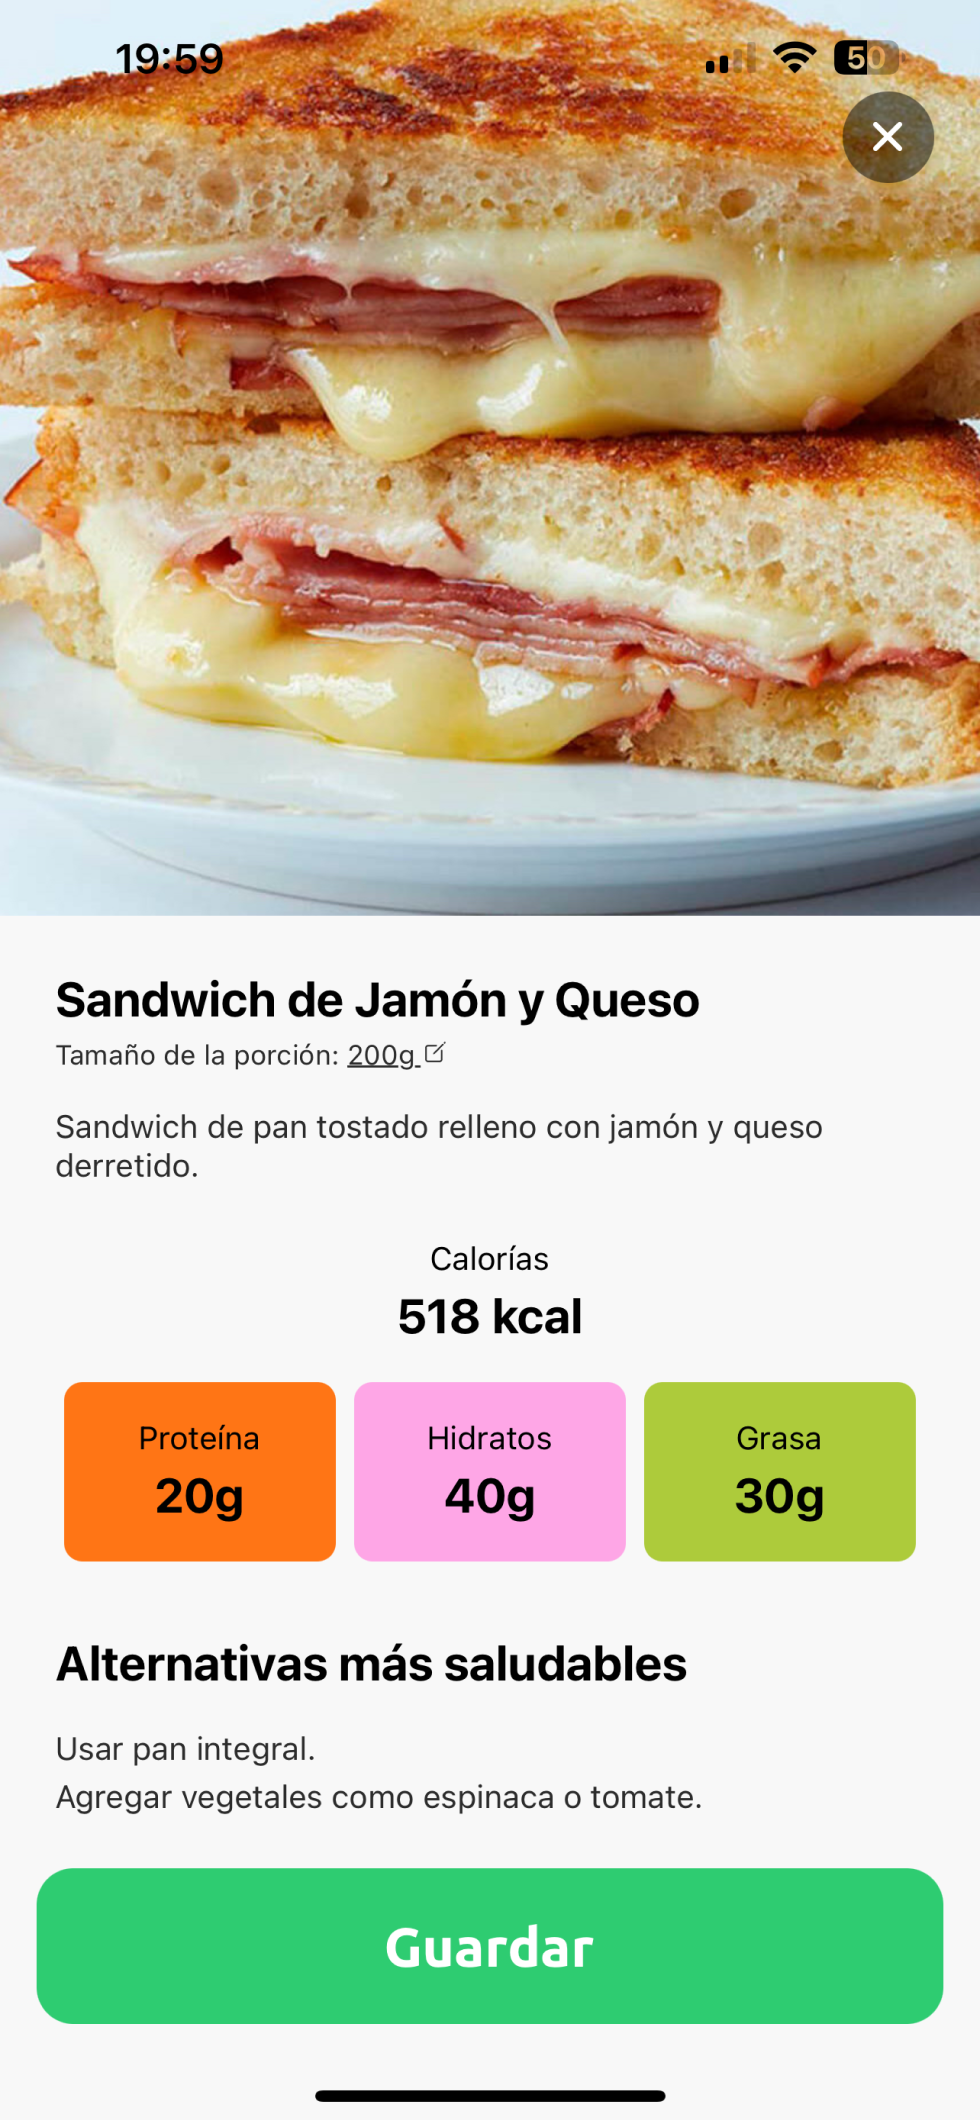 19:59
50
Sandwich de Jamón y Queso
Tamaño de la porción: 200g
Sandwich de pan tostado relleno con jamón y queso
derretido.
Calorías
518 kcal
Proteína
20g
Hidratos
40g
Grasa
30g
Alternativas más saludables
Usar pan integral.
Agregar vegetales como espinaca o tomate.
Guardar